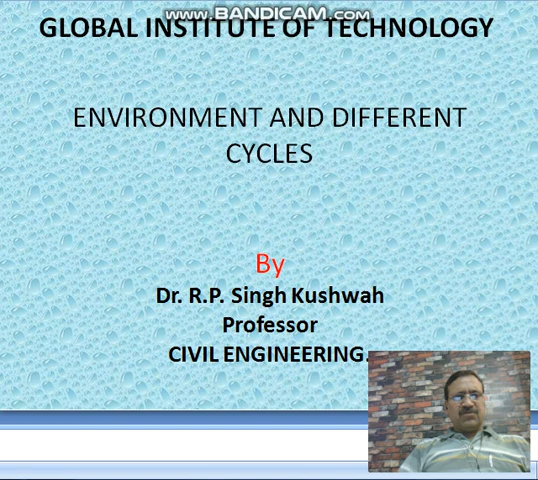 www.BANDICAM.com
GLOBAL INSTITUTE OF TECHNOLOGY
ENVIRONMENT AND DIFFERENT
CYCLES
By
Dr. R.P. Singh Kushwah
Professor
CIVIL ENGINEERING.